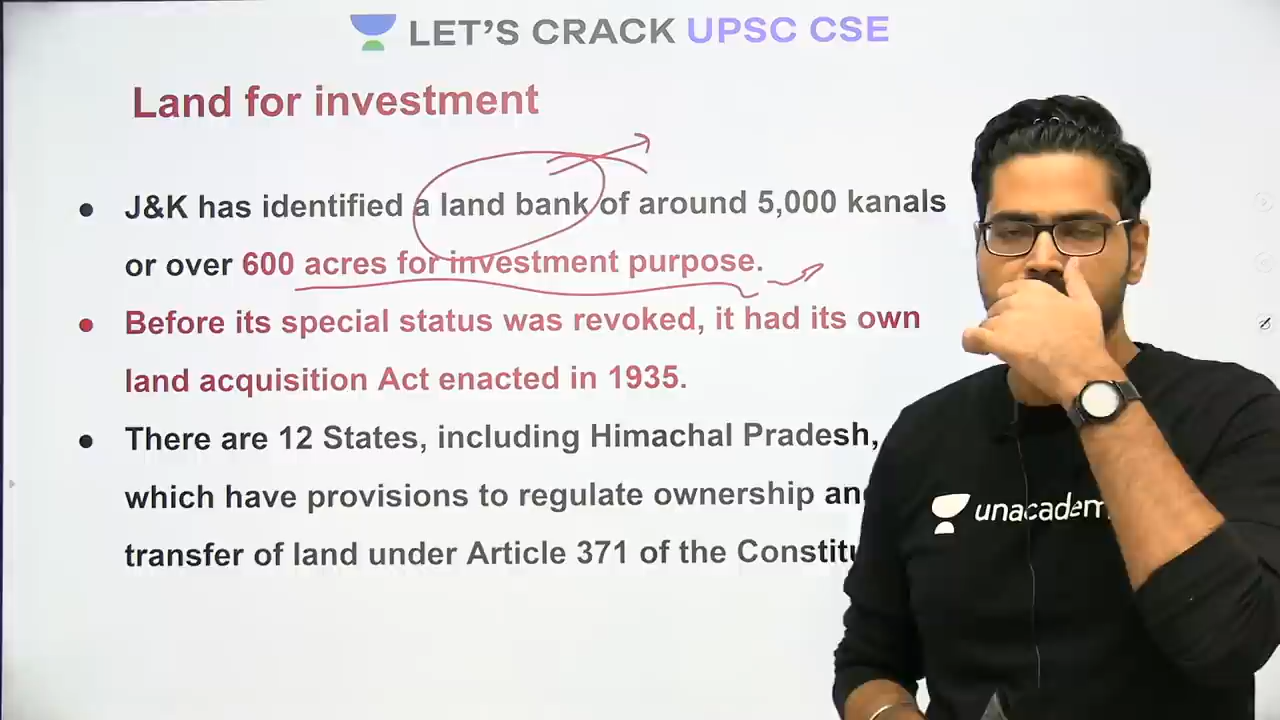 LET'S CRACK UPSC CSE
Land for investment
J&K has identified a land bank of around 5,000 kanals
or over 600 acres for investment purpose.
Before its special status was revoked, it had its own
land acquisition Act enacted in 1935.
There are 12 States, including Himachal Pradesh,
which have provisions to regulate ownership an
transfer of land under Article 371 of the Constitu
unacadem